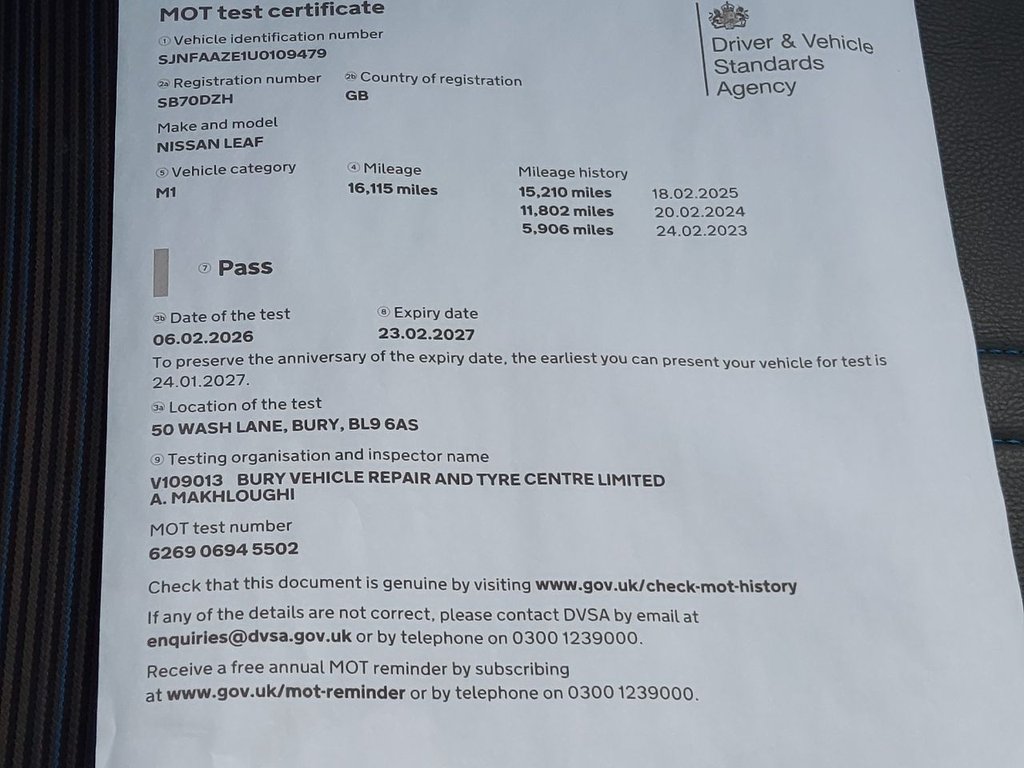 MOT test certificate
Driver & Vehicle
Standards
Agency
1 Vehicle identification number
SJNFAAZE1U0109479
2a Registration number 2b Country of registration
SB70DZH GB
Make and model
NISSAN LEAF
5 Vehicle category 4 Mileage Mileage history
M1 16,115 miles 15,210 miles 18.02.2025
11,802 miles 20.02.2024
5,906 miles 24.02.2023
7 Pass
3b Date of the test 8 Expiry date
06.02.2026 23.02.2027
To preserve the anniversary of the expiry date, the earliest you can present your vehicle for test is
24.01.2027.
3a Location of the test
50 WASH LANE, BURY, BL9 6AS
9 Testing organisation and inspector name
V109013 BURY VEHICLE REPAIR AND TYRE CENTRE LIMITED
A. MAKHLOUGHI
MOT test number
6269 0694 5502
Check that this document is genuine by visiting www.gov.uk/check-mot-history
If any of the details are not correct, please contact DVSA by email at
enquiries@dvsa.gov.uk or by telephone on 0300 1239000.
Receive a free annual MOT reminder by subscribing
at www.gov.uk/mot-reminder or by telephone on 0300 1239000.